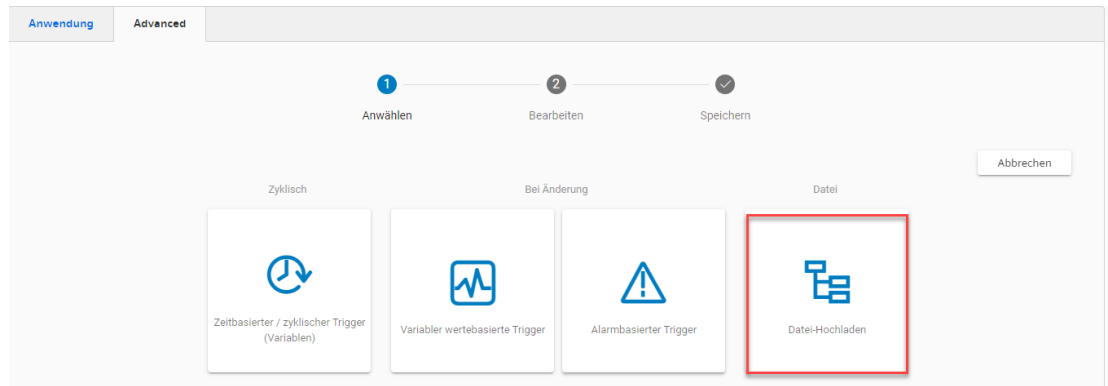 Anwendung Advanced
1 2
Anwählen Bearbeiten Speichern
Abbrechen
Zyklisch Bei Änderung Datei
Zeitbasierter / zyklischer Trigger
(Variablen)
Variabler wertebasierte Trigger
Alarmbasierter Trigger
Datei-Hochladen